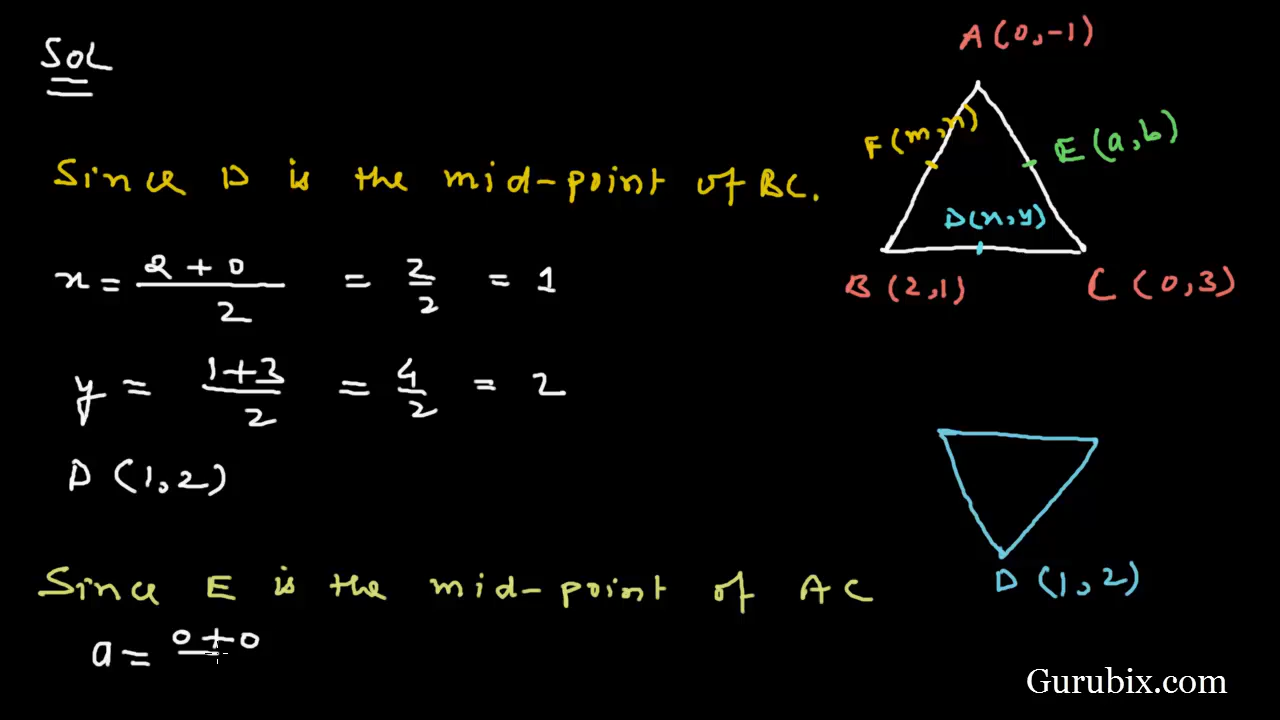 SOL
Since D is the mid-point of BC.
x = 2 + 0 / 2 = 2/2 = 1
y = 1+3 / 2 = 4/2 = 2
D (1,2)
Since E is the mid-point of AC
a = 0 + 0
A (0,-1)
F (m,n)
E (a,b)
D(x,y)
B (2,1)
C (0,3)
D (1,2)
Gurubix.com